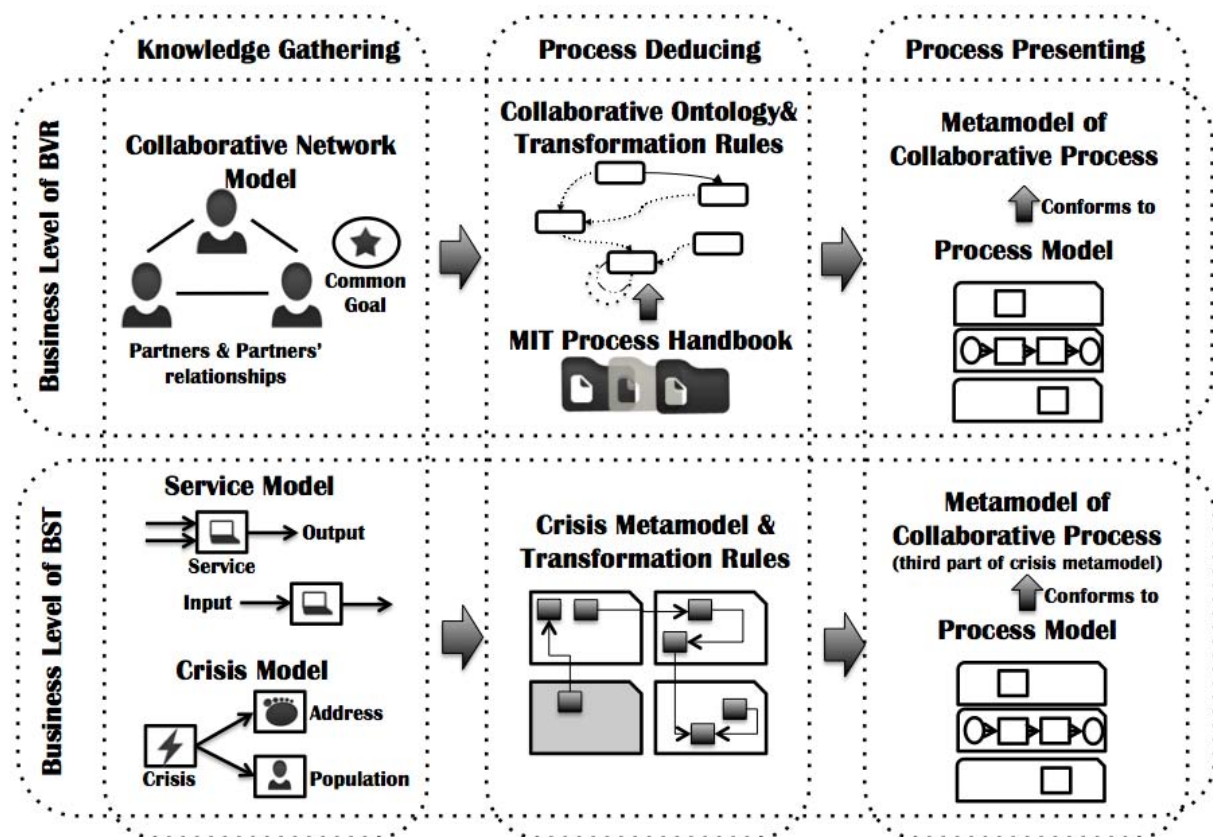 Knowledge Gathering
Process Deducing
Process Presenting
Business Level of BVR
Collaborative Network
Model
Common
Goal
Partners & Partners'
relationships
Collaborative Ontology&
Transformation Rules
MIT Process Handbook
Metamodel of
Collaborative Process
Conforms to
Process Model
Business Level of BST
Service Model
Output
Service
Input
Crisis Model
Address
Crisis
Population
Crisis Metamodel &
Transformation Rules
Metamodel of
Collaborative Process
(third part of crisis metamodel)
Conforms to
Process Model